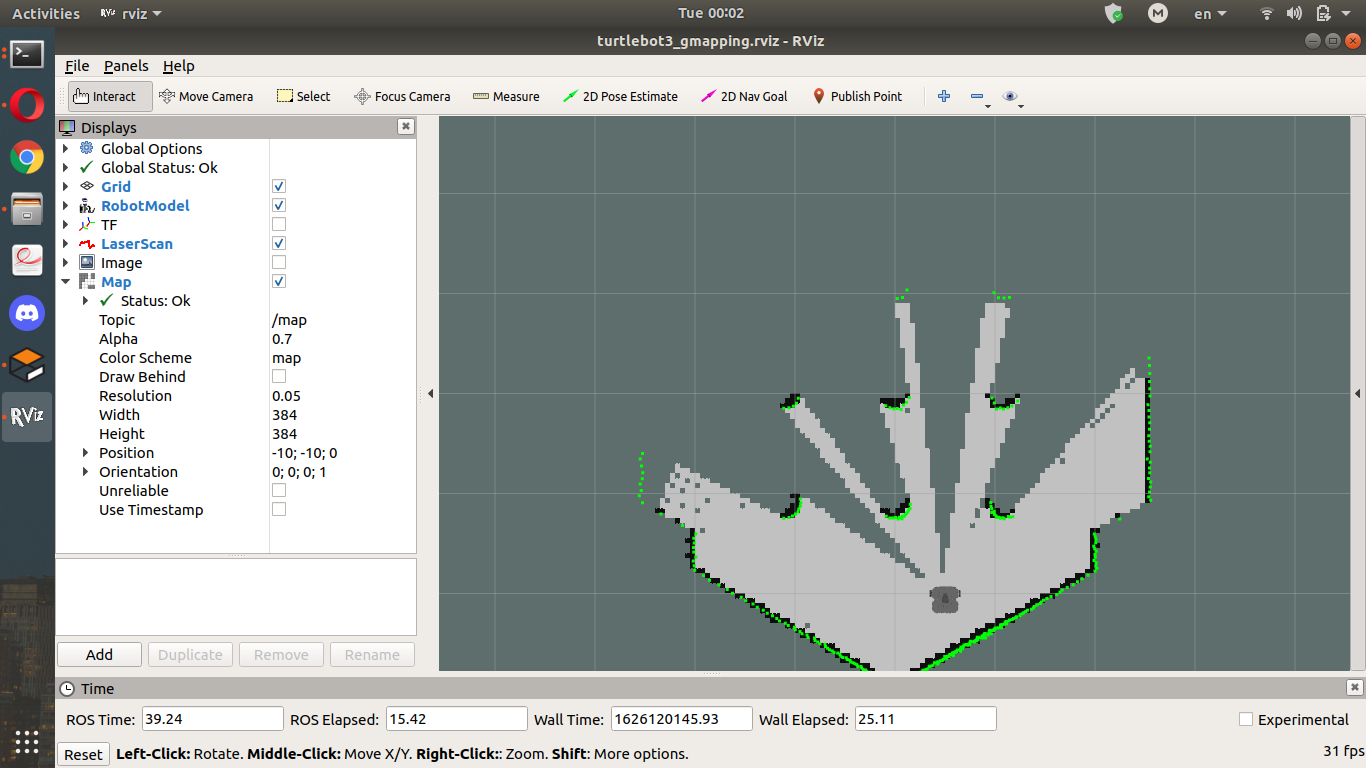 Activities RViz rviz Tue 00:02 M en
turtlebot3_gmapping.rviz - RViz
File Panels Help
Interact Move Camera Select Focus Camera Measure 2D Pose Estimate 2D Nav Goal Publish Point
Displays
Global Options
Global Status: Ok
Grid
RobotModel
TF
LaserScan
Image
Map
Status: Ok
Topic /map
Alpha 0.7
Color Scheme map
Draw Behind
Resolution 0.05
Width 384
Height 384
Position -10; -10; 0
Orientation 0; 0; 0; 1
Unreliable
Use Timestamp
RViz
Add Duplicate Remove Rename
Time
ROS Time: 39.24 ROS Elapsed: 15.42 Wall Time: 1626120145.93 Wall Elapsed: 25.11 Experimental
Reset Left-Click: Rotate. Middle-Click: Move X/Y. Right-Click:: Zoom. Shift: More options. 31 fps